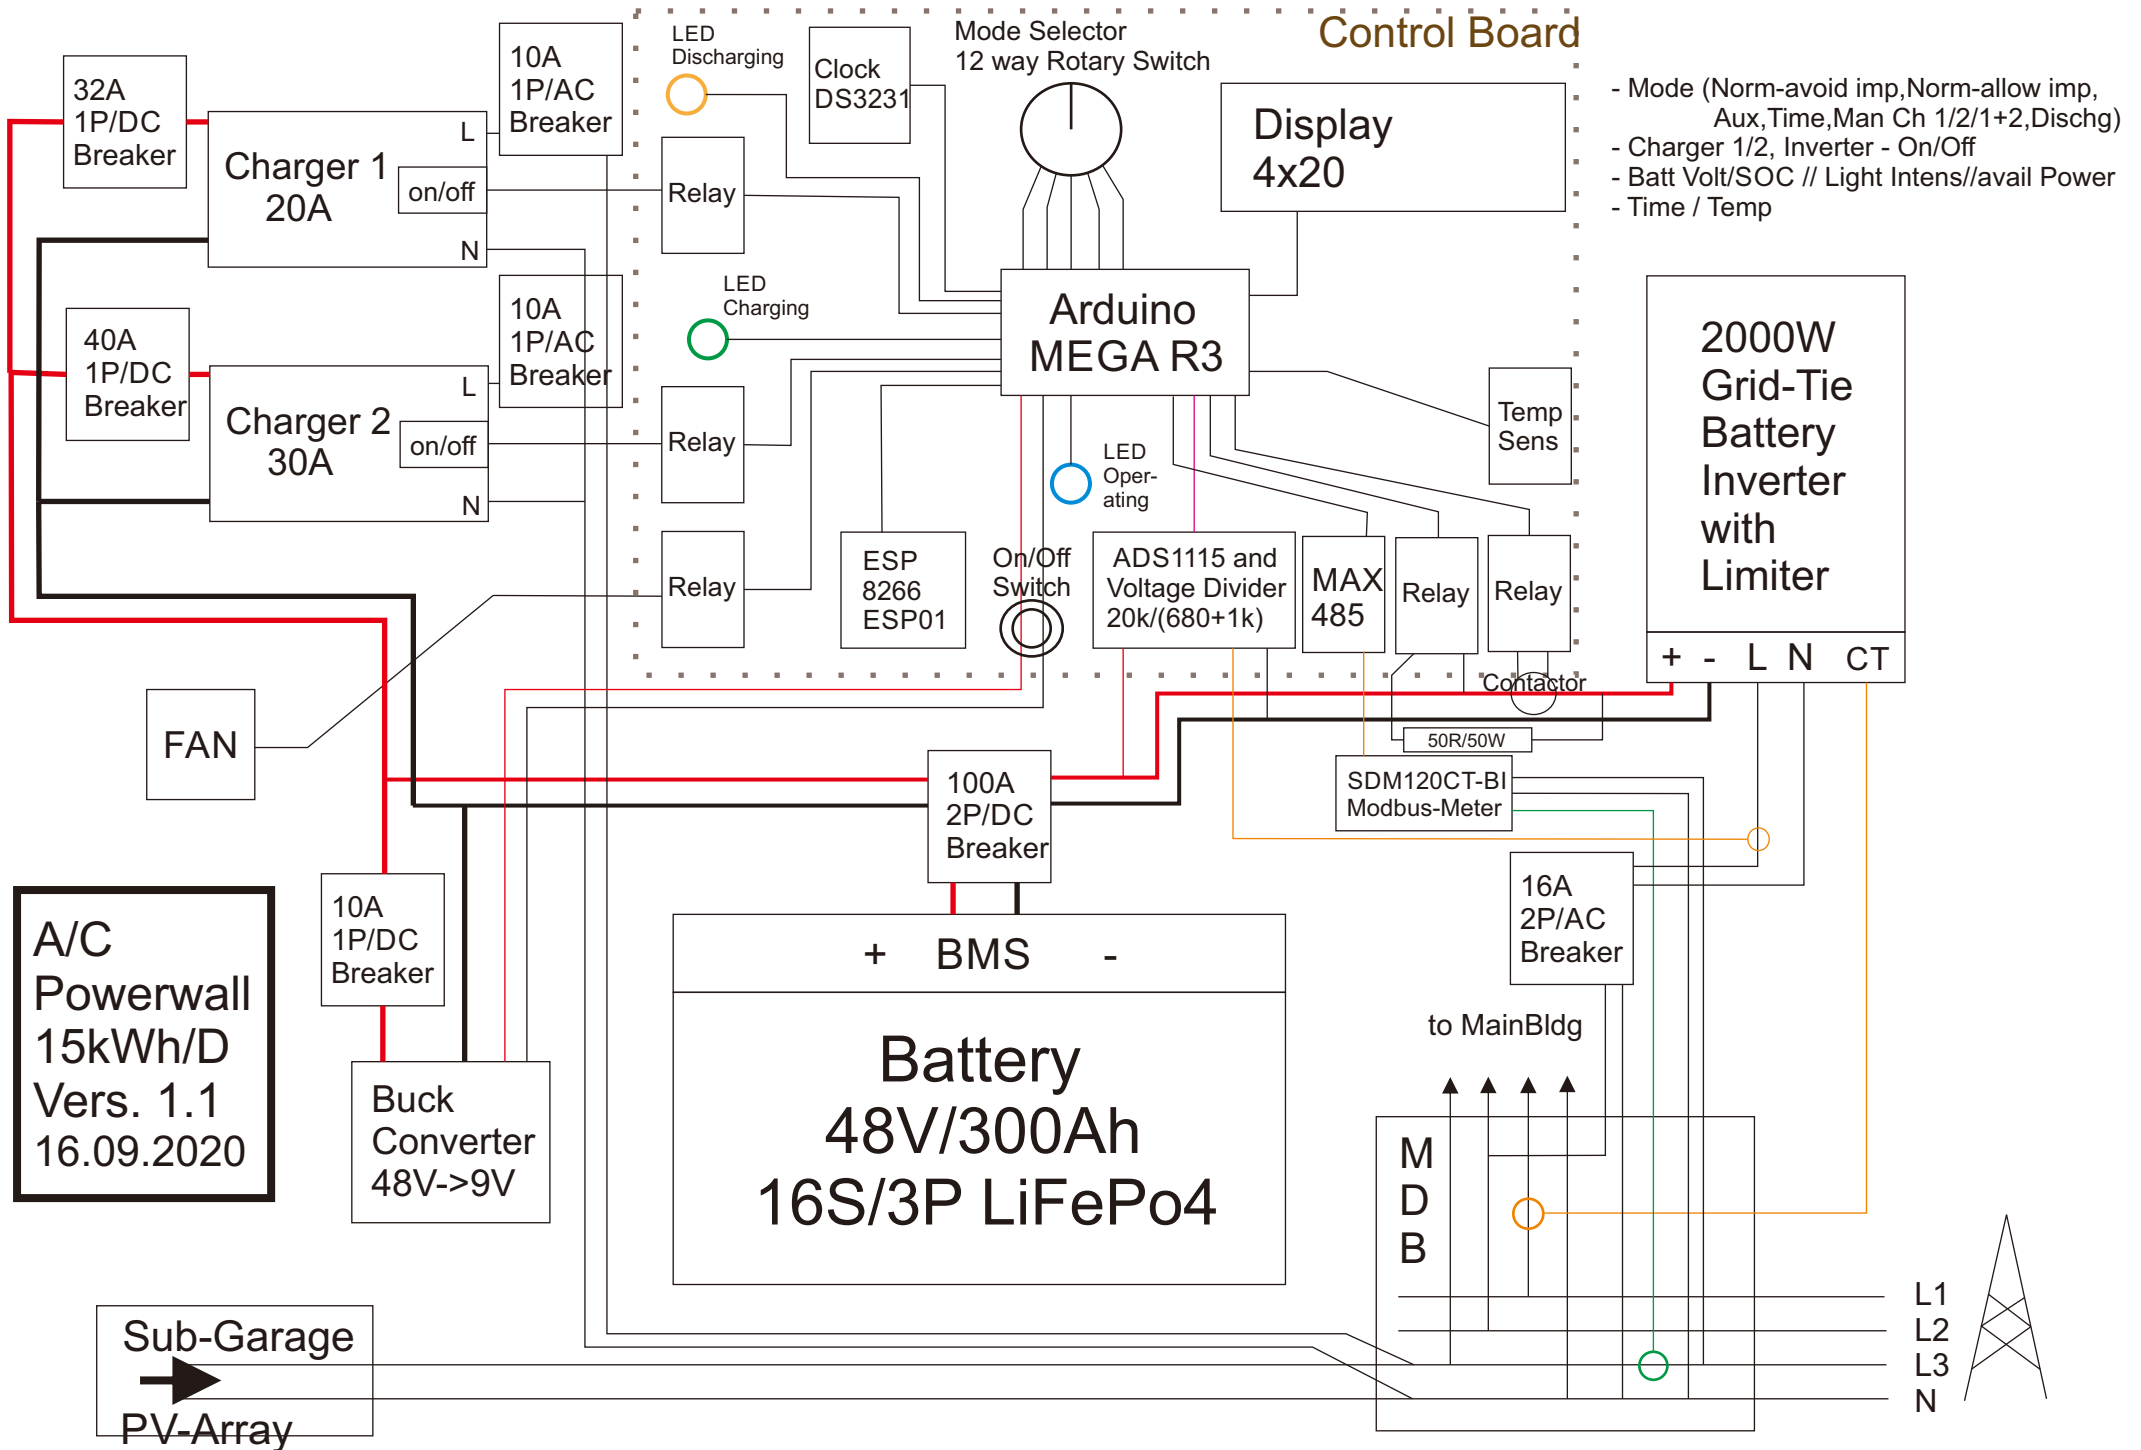 Control Board
LED
Discharging
Clock
DS3231
Mode Selector
12 way Rotary Switch
Display
4x20
- Mode (Norm-avoid imp,Norm-allow imp,
Aux,Time,Man Ch 1/2/1+2,Dischg)
- Charger 1/2, Inverter - On/Off
- Batt Volt/SOC // Light Intens//avail Power
- Time / Temp
32A
1P/DC
Breaker
Charger 1
20A
L
on/off
N
10A
1P/AC
Breaker
Relay
LED
Charging
40A
1P/DC
Breaker
Charger 2
30A
L
on/off
N
10A
1P/AC
Breaker
Relay
Arduino
MEGA R3
Temp
Sens
LED
Oper-
ating
2000W
Grid-Tie
Battery
Inverter
with
Limiter
+ - L N CT
Relay
ESP
8266
ESP01
On/Off
Switch
ADS1115 and
Voltage Divider
20k/(680+1k)
MAX
485
Relay
Relay
Contactor
50R/50W
FAN
SDM120CT-BI
Modbus-Meter
100A
2P/DC
Breaker
16A
2P/AC
Breaker
10A
1P/DC
Breaker
A/C
Powerwall
15kWh/D
Vers. 1.1
16.09.2020
+ BMS -
Battery
48V/300Ah
16S/3P LiFePo4
Buck
Converter
48V->9V
to MainBldg
M
D
B
L1
L2
L3
N
Sub-Garage
PV-Array